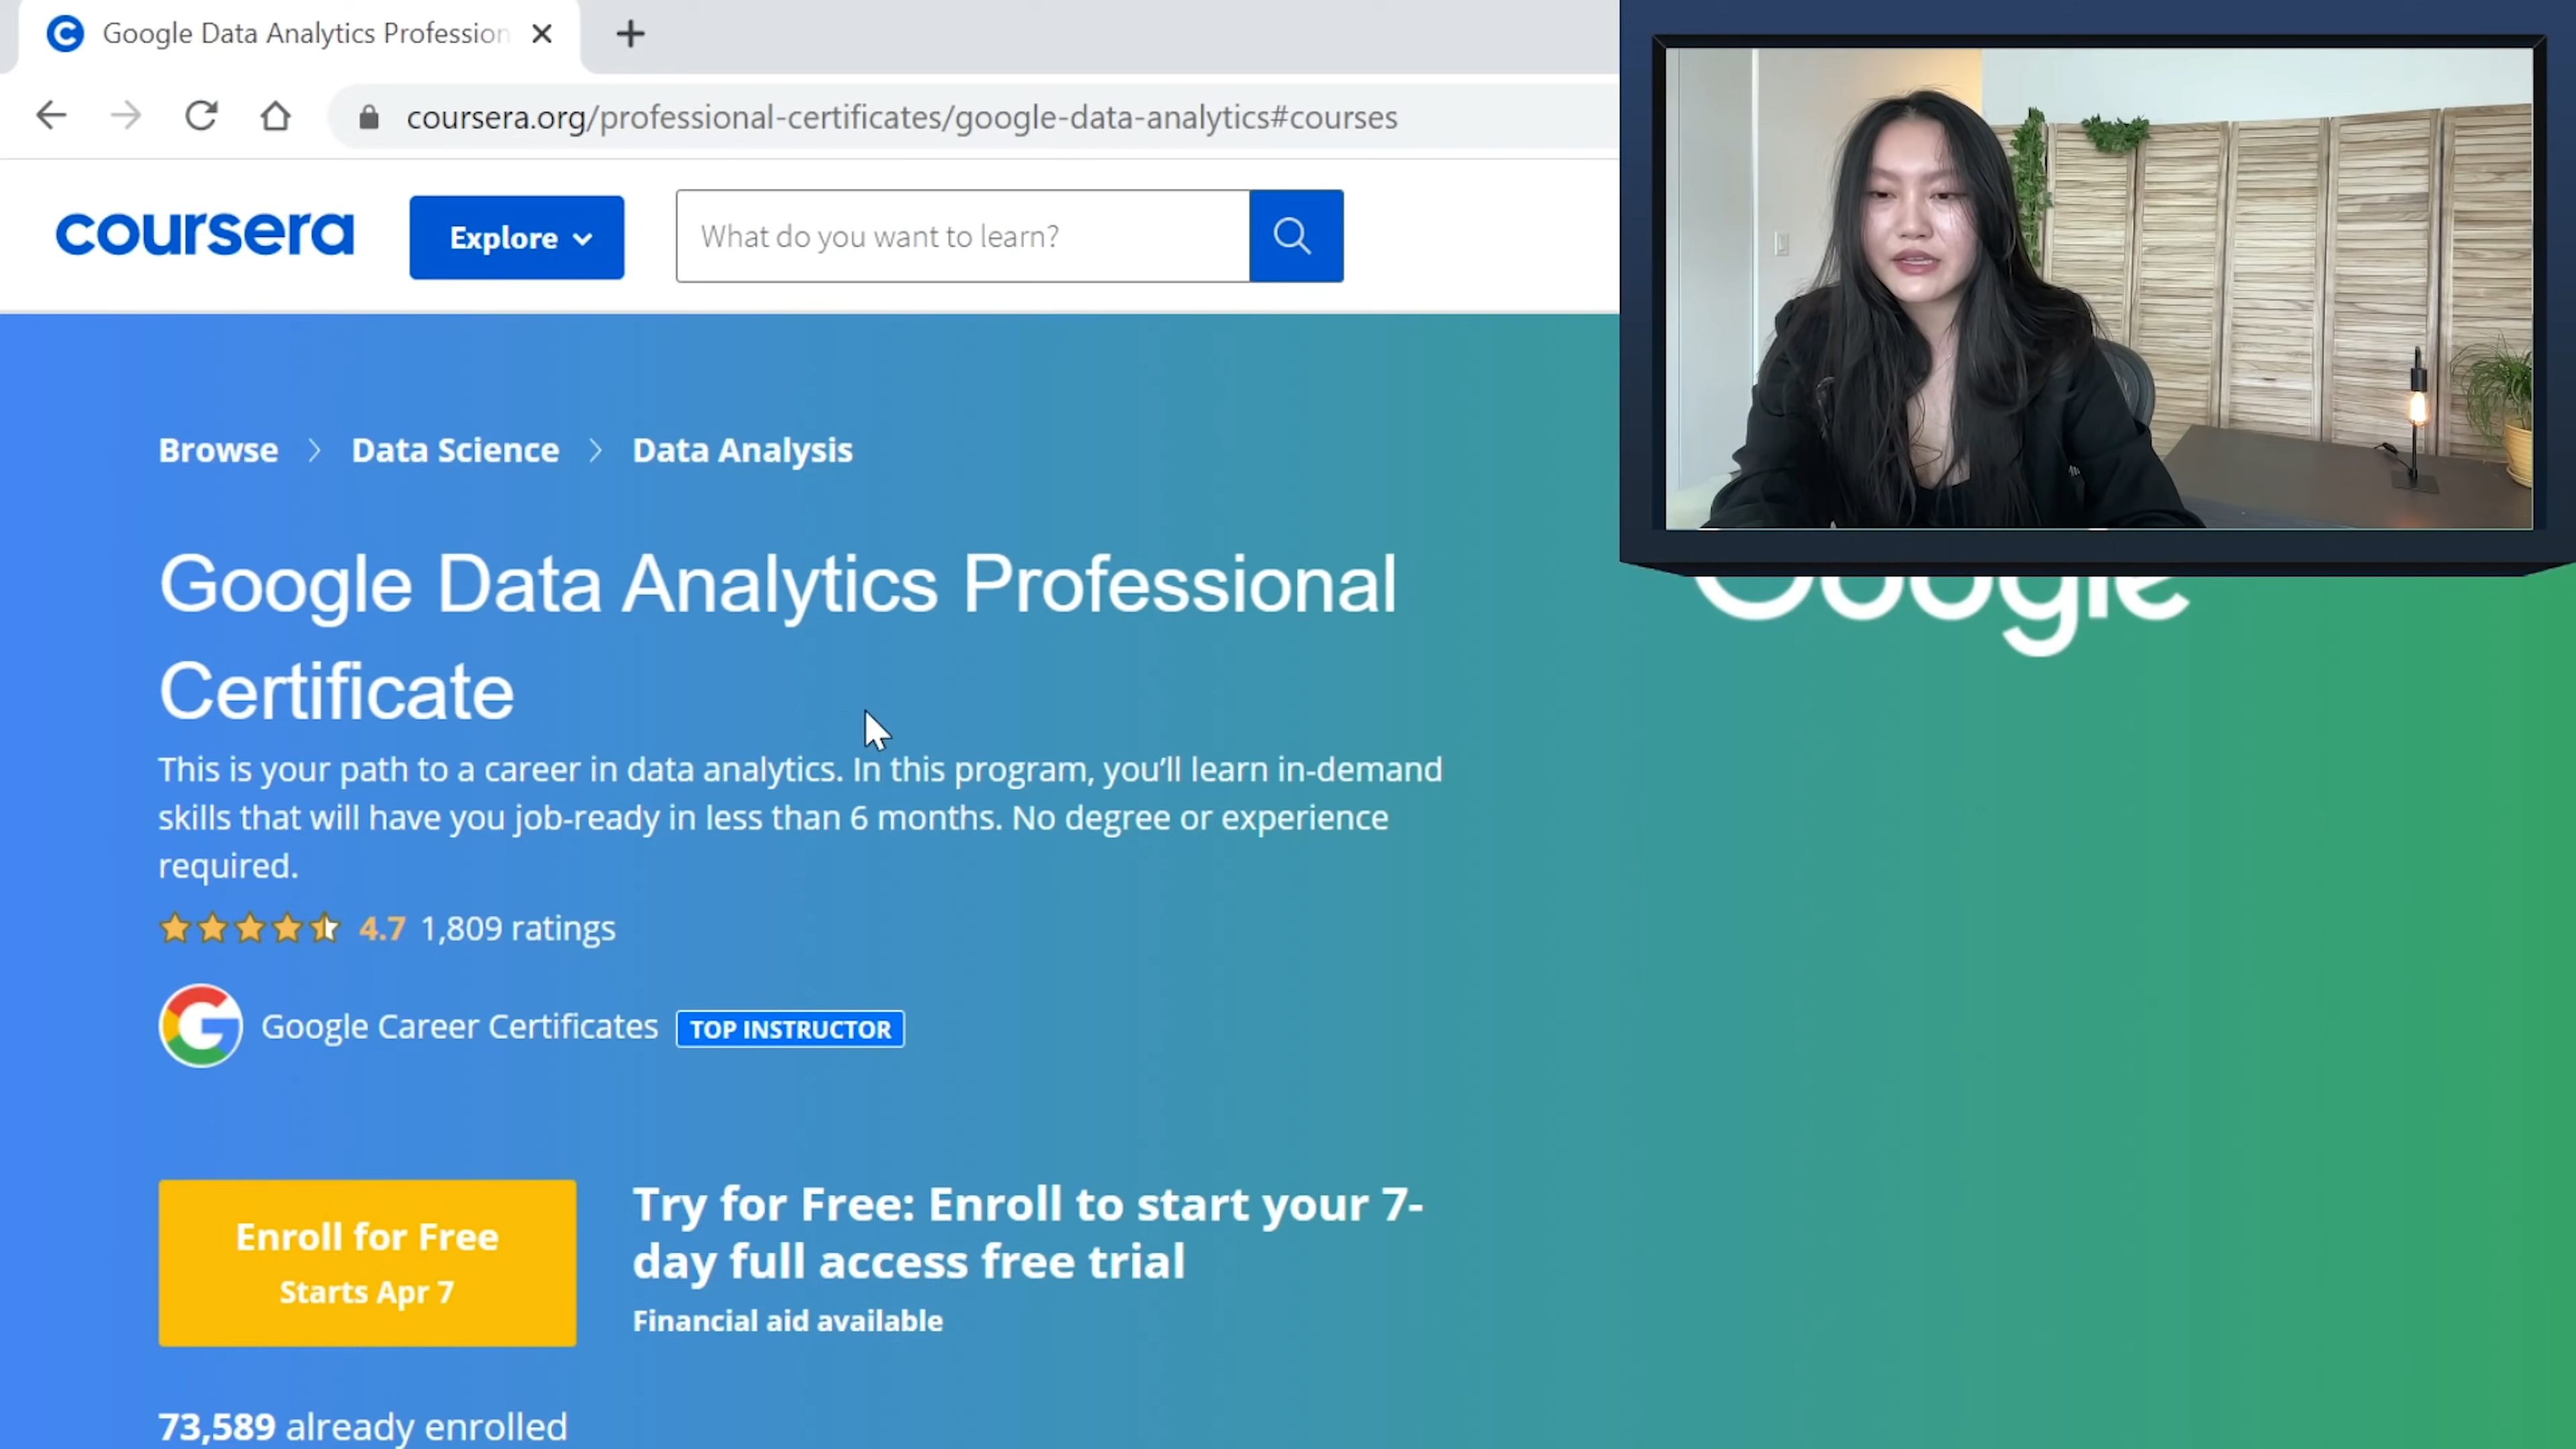 Google Data Analytics Profession
coursera.org/professional-certificates/google-data-analytics#courses
coursera
Explore
What do you want to learn?
Browse > Data Science > Data Analysis
Google Data Analytics Professional
Certificate
Google
This is your path to a career in data analytics. In this program, you’ll learn in-demand
skills that will have you job-ready in less than 6 months. No degree or experience
required.
4.7 1,809 ratings
Google Career Certificates TOP INSTRUCTOR
Enroll for Free
Starts Apr 7
Try for Free: Enroll to start your 7-
day full access free trial
Financial aid available
73,589 already enrolled